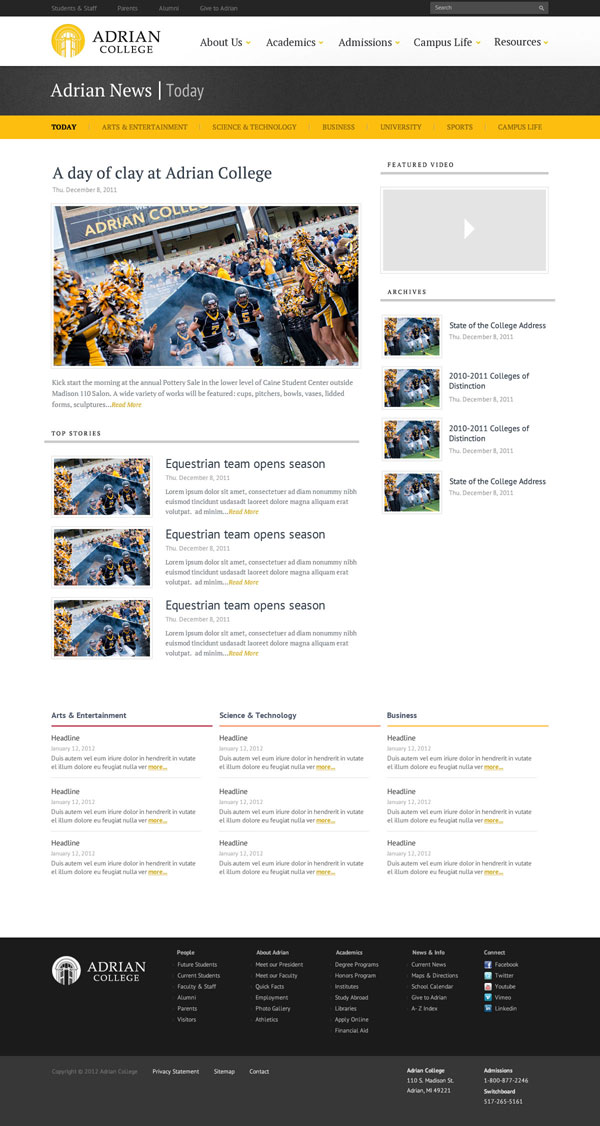 Students & Staff Parents Alumni Give to Adrian Search
ADRIAN
COLLEGE
About Us Academics Admissions Campus Life Resources
Adrian News | Today
TODAY ARTS & ENTERTAINMENT SCIENCE & TECHNOLOGY BUSINESS UNIVERSITY SPORTS CAMPUS LIFE
A day of clay at Adrian College
Thu. December 8, 2011
ADRIAN COLLEGE
Kick start the morning at the annual Pottery Sale in the lower level of Caine Student Center outside
Madison 110 Salon. A wide variety of works will be featured: cups, pitchers, bowls, vases, lidded
forms, sculptures...Read More
TOP STORIES
Equestrian team opens season
Thu. December 8, 2011
Lorem ipsum dolor sit amet, consectetuer ad diam nonummy nibh
euismod tincidunt usdasadt laoreet dolore magna aliquam erat
volutpat. ad minim...Read More
Equestrian team opens season
Thu. December 8, 2011
Lorem ipsum dolor sit amet, consectetuer ad diam nonummy nibh
euismod tincidunt usdasadt laoreet dolore magna aliquam erat
volutpat. ad minim...Read More
Equestrian team opens season
Thu. December 8, 2011
Lorem ipsum dolor sit amet, consectetuer ad diam nonummy nibh
euismod tincidunt usdasadt laoreet dolore magna aliquam erat
volutpat. ad minim...Read More
FEATURED VIDEO
ARCHIVES
State of the College Address
Thu. December 8, 2011
2010-2011 Colleges of
Distinction
Thu. December 8, 2011
2010-2011 Colleges of
Distinction
Thu. December 8, 2011
State of the College Address
Thu. December 8, 2011
Arts & Entertainment
Headline
January 12, 2012
Duis autem vel eum iriure dolor in hendrerit in vutate
et illum dolore eu feugiat nulla ver more...
Headline
January 12, 2012
Duis autem vel eum iriure dolor in hendrerit in vutate
et illum dolore eu feugiat nulla ver more...
Headline
January 12, 2012
Duis autem vel eum iriure dolor in hendrerit in vutate
et illum dolore eu feugiat nulla ver more...
Science & Technology
Headline
January 12, 2012
Duis autem vel eum iriure dolor in hendrerit in vutate
et illum dolore eu feugiat nulla ver more...
Headline
January 12, 2012
Duis autem vel eum iriure dolor in hendrerit in vutate
et illum dolore eu feugiat nulla ver more...
Headline
January 12, 2012
Duis autem vel eum iriure dolor in hendrerit in vutate
et illum dolore eu feugiat nulla ver more...
Business
Headline
January 12, 2012
Duis autem vel eum iriure dolor in hendrerit in vutate
et illum dolore eu feugiat nulla ver more...
Headline
January 12, 2012
Duis autem vel eum iriure dolor in hendrerit in vutate
et illum dolore eu feugiat nulla ver more...
Headline
January 12, 2012
Duis autem vel eum iriure dolor in hendrerit in vutate
et illum dolore eu feugiat nulla ver more...
ADRIAN
COLLEGE
People
Future Students
Current Students
Faculty & Staff
Alumni
Parents
Visitors
About Adrian
Meet our President
Meet our Faculty
Quick Facts
Employment
Photo Gallery
Athletics
Academics
Degree Programs
Honors Program
Institutes
Study Abroad
Libraries
Apply Online
Financial Aid
News & Info
Current News
Maps & Directions
School Calendar
Give to Adrian
A- Z Index
Connect
Facebook
Twitter
Youtube
Vimeo
Linkedin
Copyright © 2012 Adrian College Privacy Statement Sitemap Contact
Adrian College
110 S. Madison St.
Adrian, MI 49221
Admissions
1-800-877-2246
Switchboard
517-265-5161